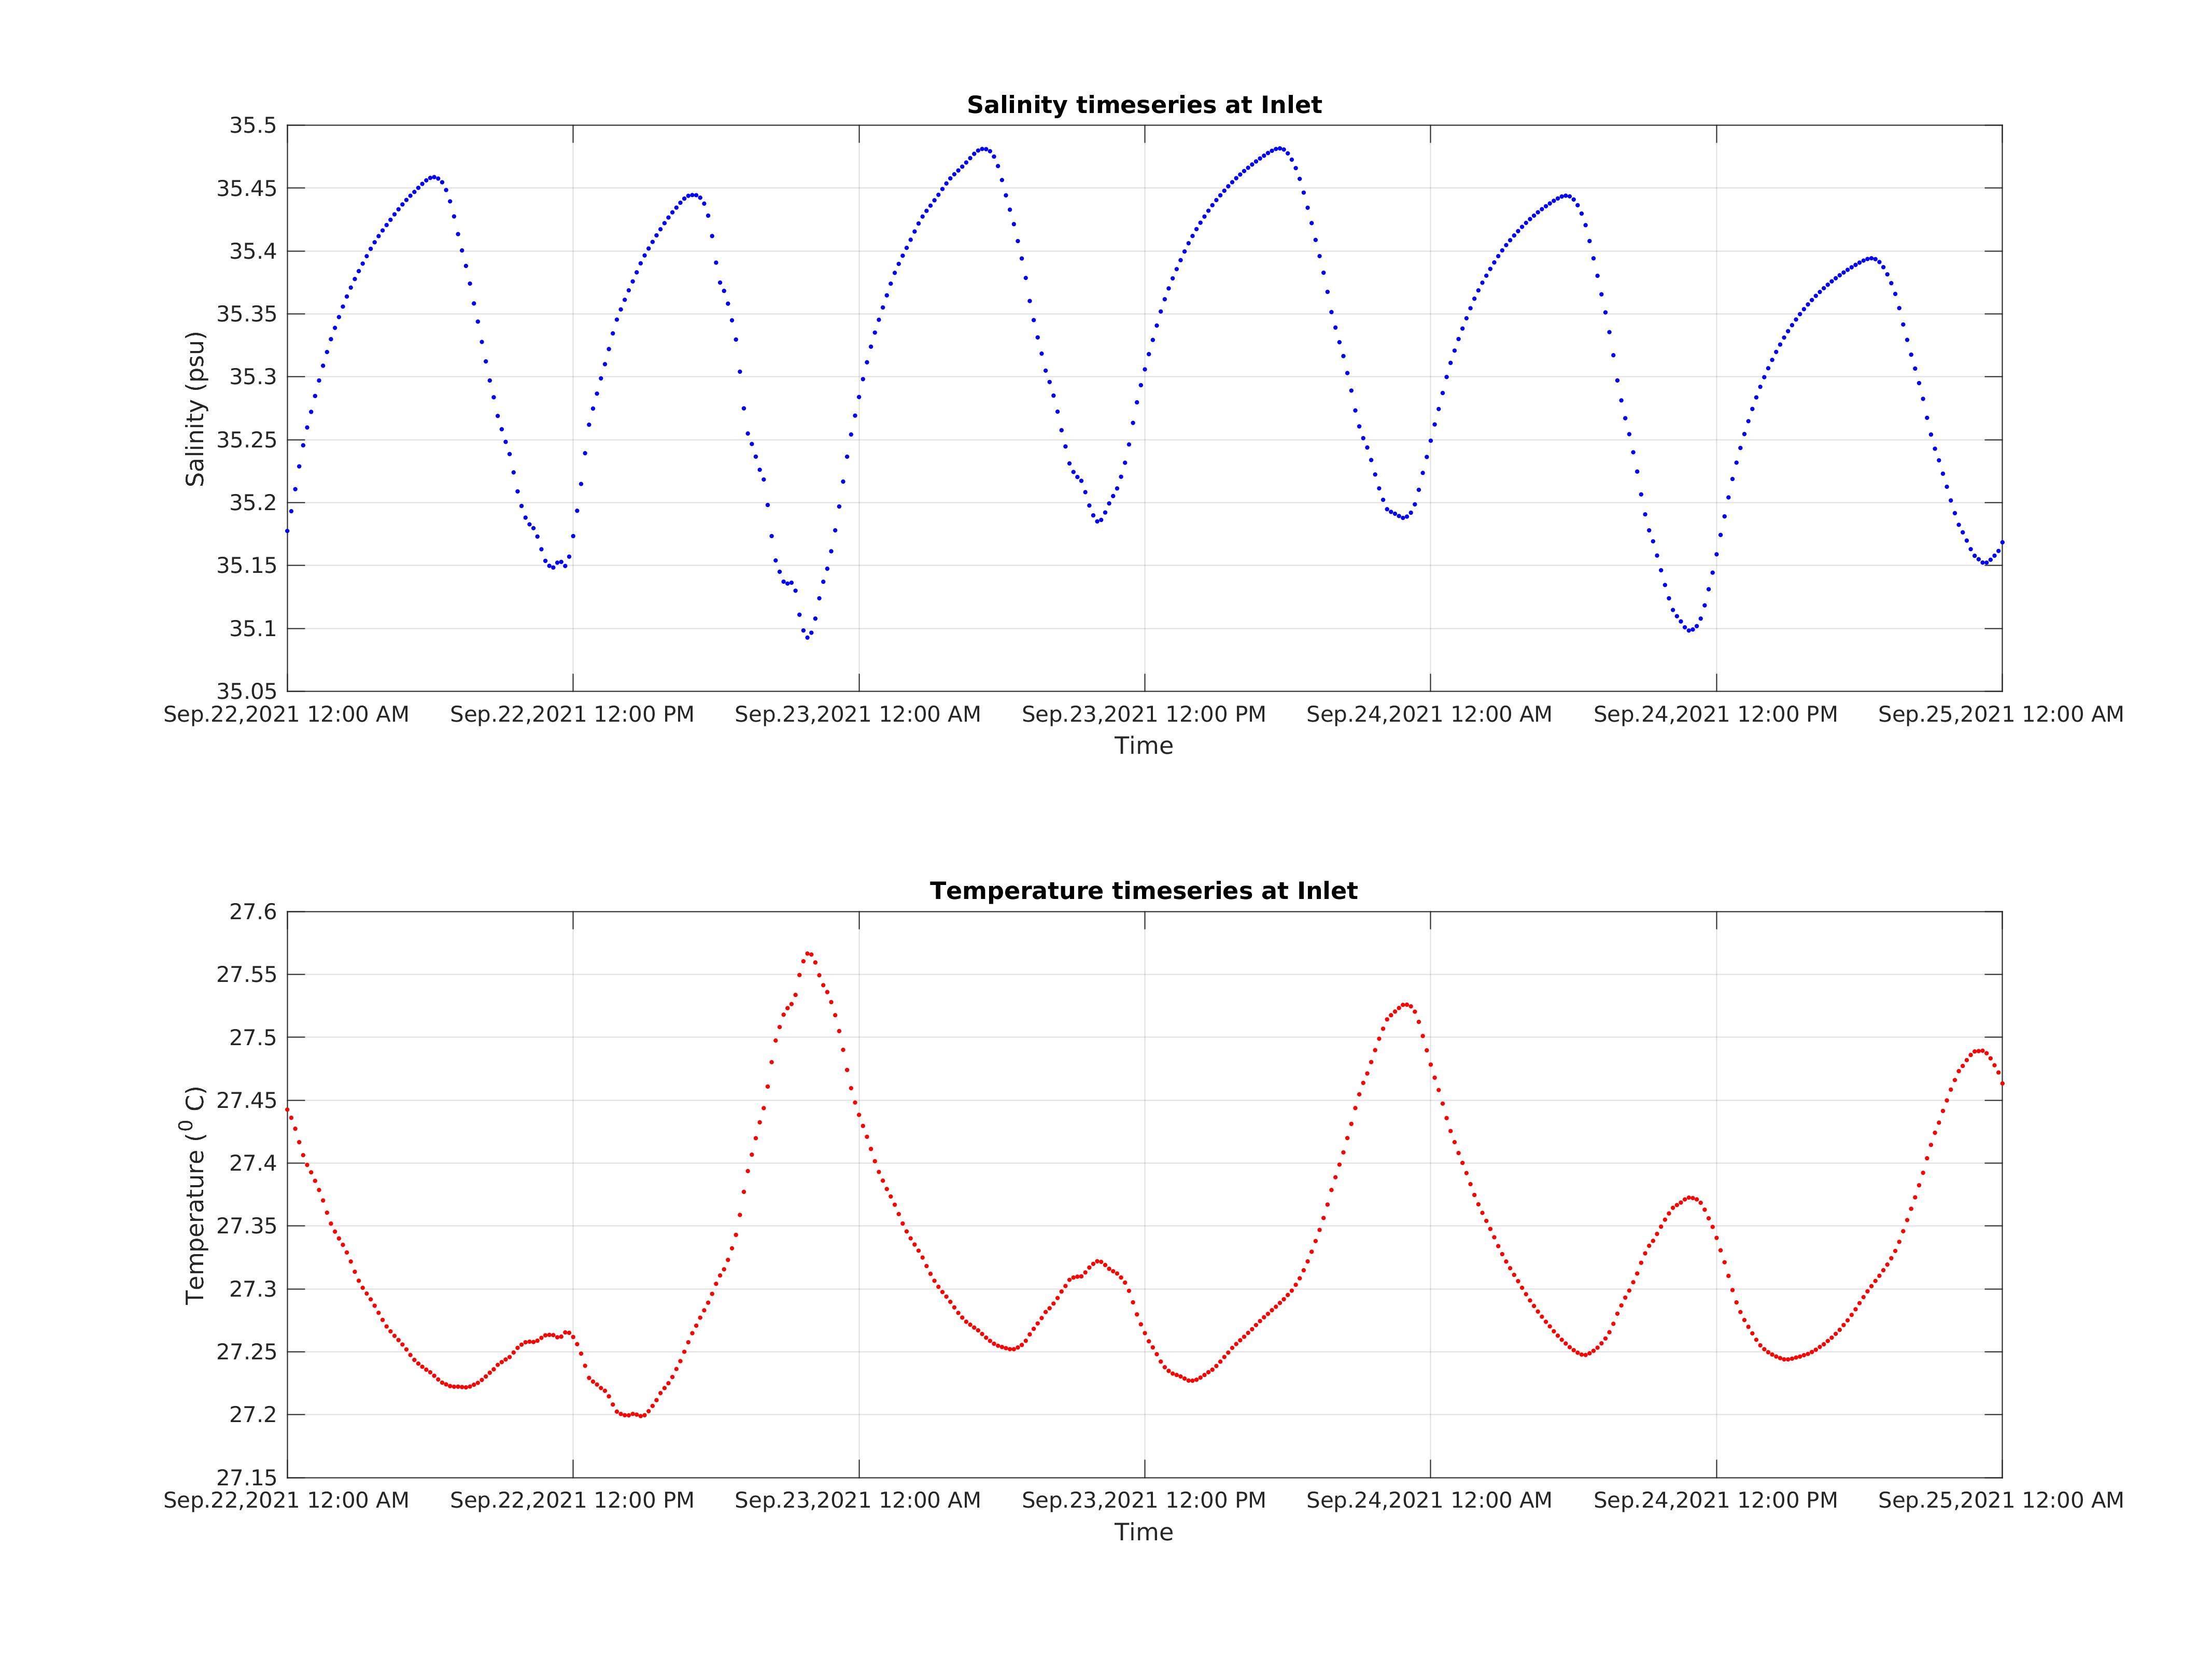 Salinity timeseries at Inlet
35.5
35.45
35.4
35.35
35.3
35.25
35.2
35.15
35.1
35.05
Salinity (psu)
Sep.22,2021 12:00 AM Sep.22,2021 12:00 PM Sep.23,2021 12:00 AM Sep.23,2021 12:00 PM Sep.24,2021 12:00 AM Sep.24,2021 12:00 PM Sep.25,2021 12:00 AM
Time
Temperature timeseries at Inlet
27.6
27.55
27.5
27.45
27.4
27.35
27.3
27.25
27.2
27.15
Temperature (⁰ C)
Sep.22,2021 12:00 AM Sep.22,2021 12:00 PM Sep.23,2021 12:00 AM Sep.23,2021 12:00 PM Sep.24,2021 12:00 AM Sep.24,2021 12:00 PM Sep.25,2021 12:00 AM
Time